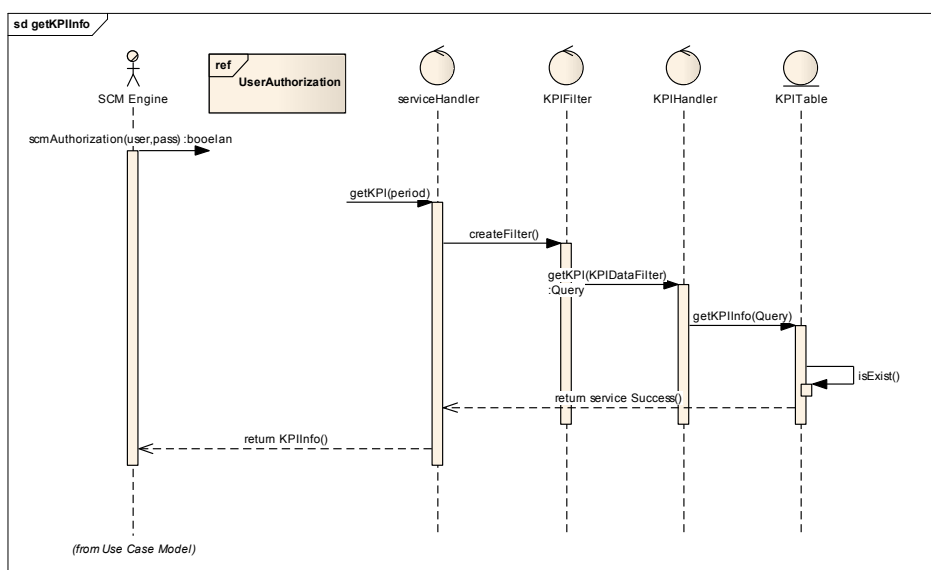 sd getKPIInfo
ref
UserAuthorization
SCM Engine
serviceHandler
KPIFilter
KPIHandler
KPITable
scmAuthorization(user,pass) :booelan
getKPI(period)
createFilter()
getKPI(KPIDataFilter)
:Query
getKPIInfo(Query)
isExist()
return service Success()
return KPIInfo()
(from Use Case Model)